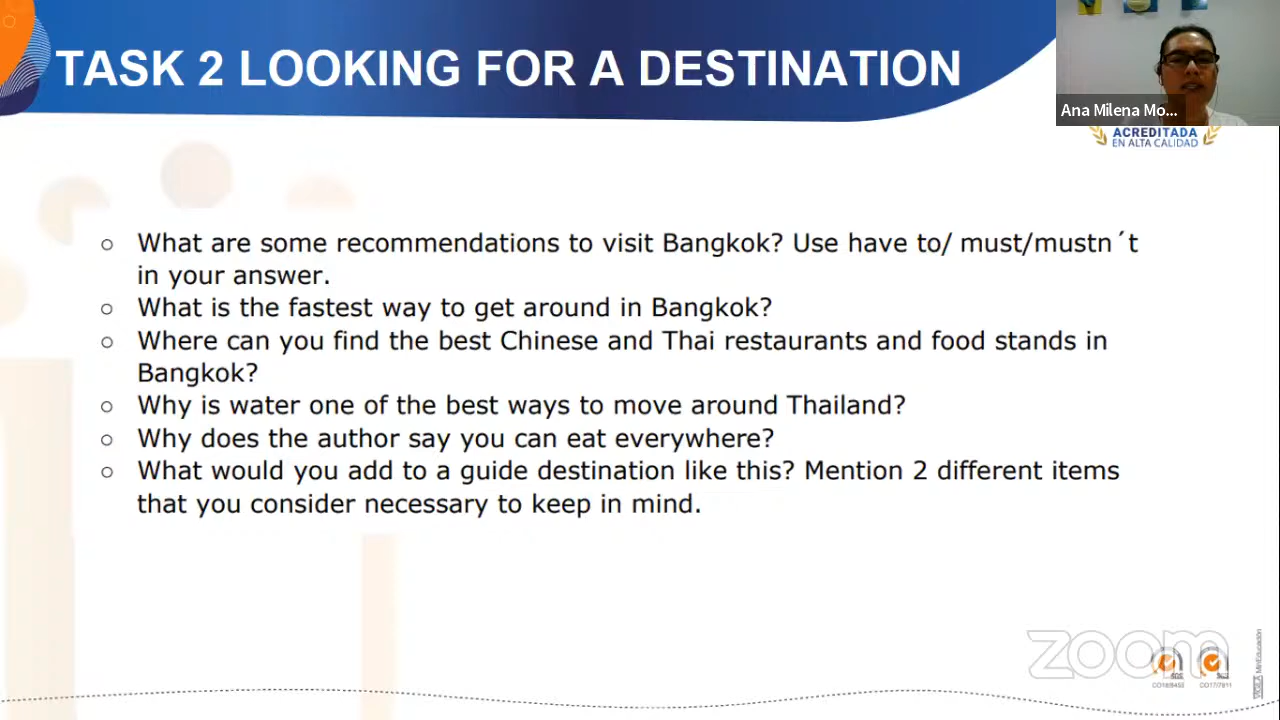 TASK 2 LOOKING FOR A DESTINATION
Ana Milena Mo...
ACREDITADA
EN ALTA CALIDAD
○ What are some recommendations to visit Bangkok? Use have to/ must/mustn´t
in your answer.
○ What is the fastest way to get around in Bangkok?
○ Where can you find the best Chinese and Thai restaurants and food stands in
Bangkok?
○ Why is water one of the best ways to move around Thailand?
○ Why does the author say you can eat everywhere?
○ What would you add to a guide destination like this? Mention 2 different items
that you consider necessary to keep in mind.
zoom